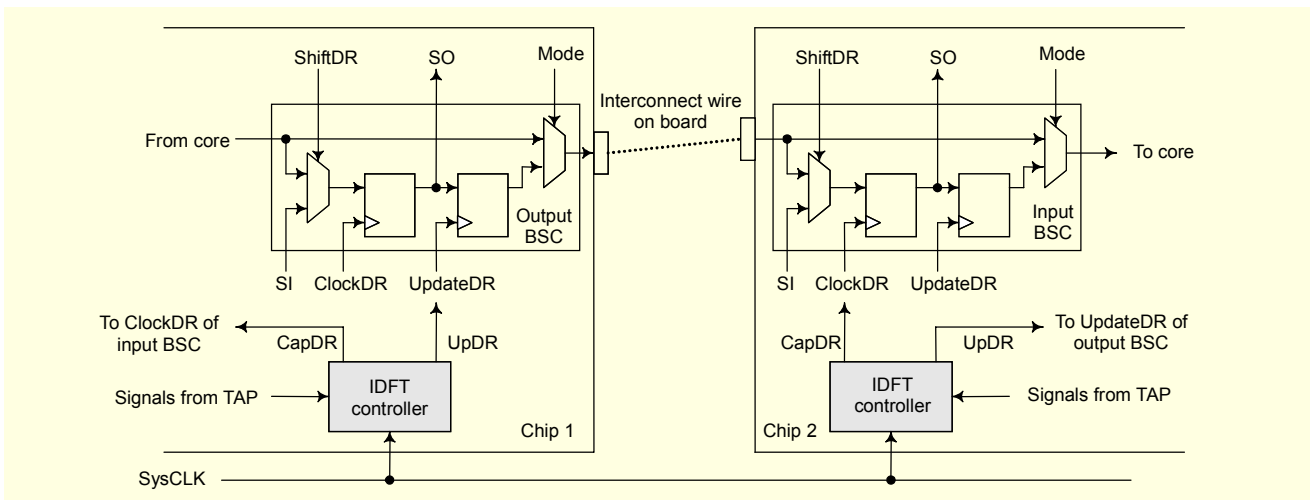 ShiftDR
SO
Mode
Interconnect wire
on board
From core
Output
BSC
SI
ClockDR
UpdateDR
To ClockDR of
input BSC
CapDR
UpDR
Signals from TAP
IDFT
controller
Chip 1
ShiftDR
SO
Mode
To core
Input
BSC
SI
ClockDR
UpdateDR
CapDR
UpDR
To UpdateDR of
output BSC
IDFT
controller
Signals from TAP
Chip 2
SysCLK